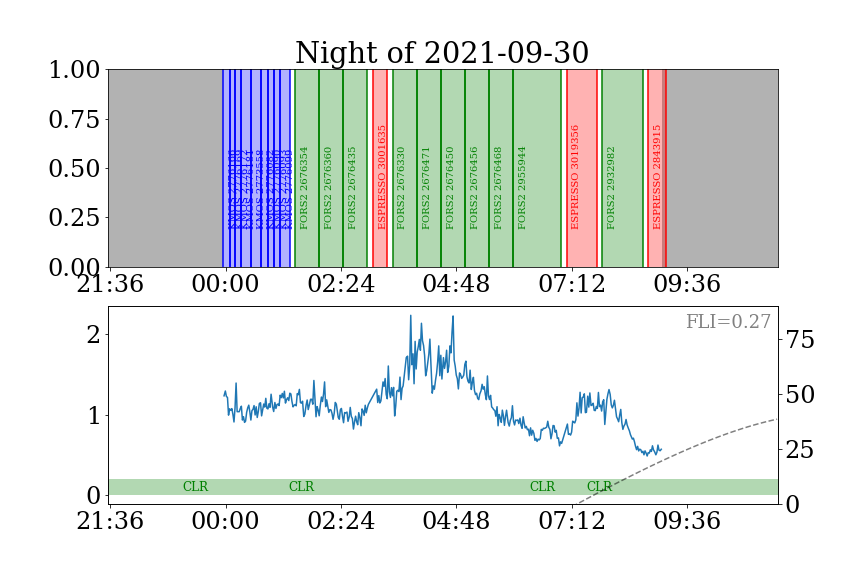 Night of 2021-09-30
1.00
0.75
0.50
0.25
0.00
KMOS 2773558
FORS2 2676354
FORS2 2676360
FORS2 2676435
ESPRESSO 3001635
FORS2 2676330
FORS2 2676471
FORS2 2676450
FORS2 2676456
FORS2 2676468
FORS2 2955944
ESPRESSO 3019356
FORS2 2932982
ESPRESSO 2843915
21:36 00:00 02:24 04:48 07:12 09:36
FLI=0.27
2
1
0
75
50
25
0
CLR CLR CLR CLR
21:36 00:00 02:24 04:48 07:12 09:36